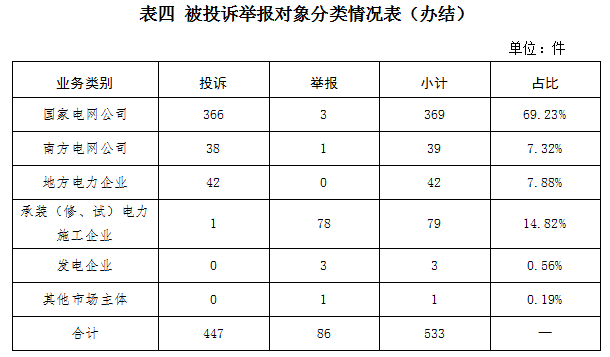 表四 被投诉举报对象分类情况表（办结）
单位：件
业务类别 投诉 举报 小计 占比
国家电网公司 366 3 369 69.23%
南方电网公司 38 1 39 7.32%
地方电力企业 42 0 42 7.88%
承装（修、试）电力
施工企业 1 78 79 14.82%
发电企业 0 3 3 0.56%
其他市场主体 0 1 1 0.19%
合计 447 86 533 —